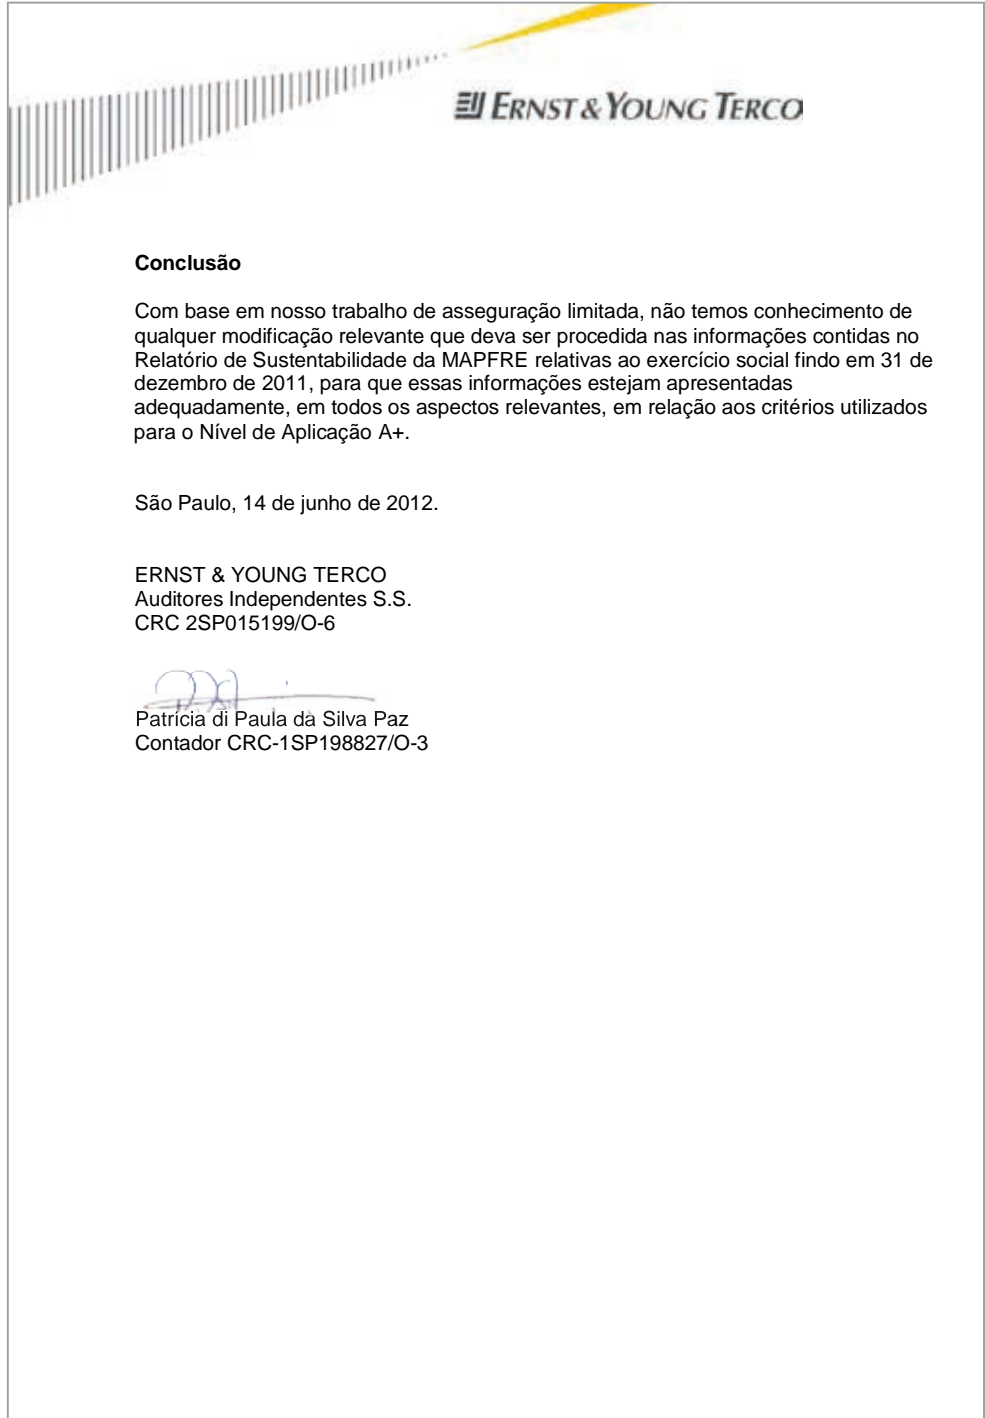 ERNST & YOUNG TERCO
Conclusão
Com base em nosso trabalho de asseguração limitada, não temos conhecimento de
qualquer modificação relevante que deva ser procedida nas informações contidas no
Relatório de Sustentabilidade da MAPFRE relativas ao exercício social findo em 31 de
dezembro de 2011, para que essas informações estejam apresentadas
adequadamente, em todos os aspectos relevantes, em relação aos critérios utilizados
para o Nível de Aplicação A+.
São Paulo, 14 de junho de 2012.
ERNST & YOUNG TERCO
Auditores Independentes S.S.
CRC 2SP015199/O-6
Patrícia di Paula da Silva Paz
Contador CRC-1SP198827/O-3